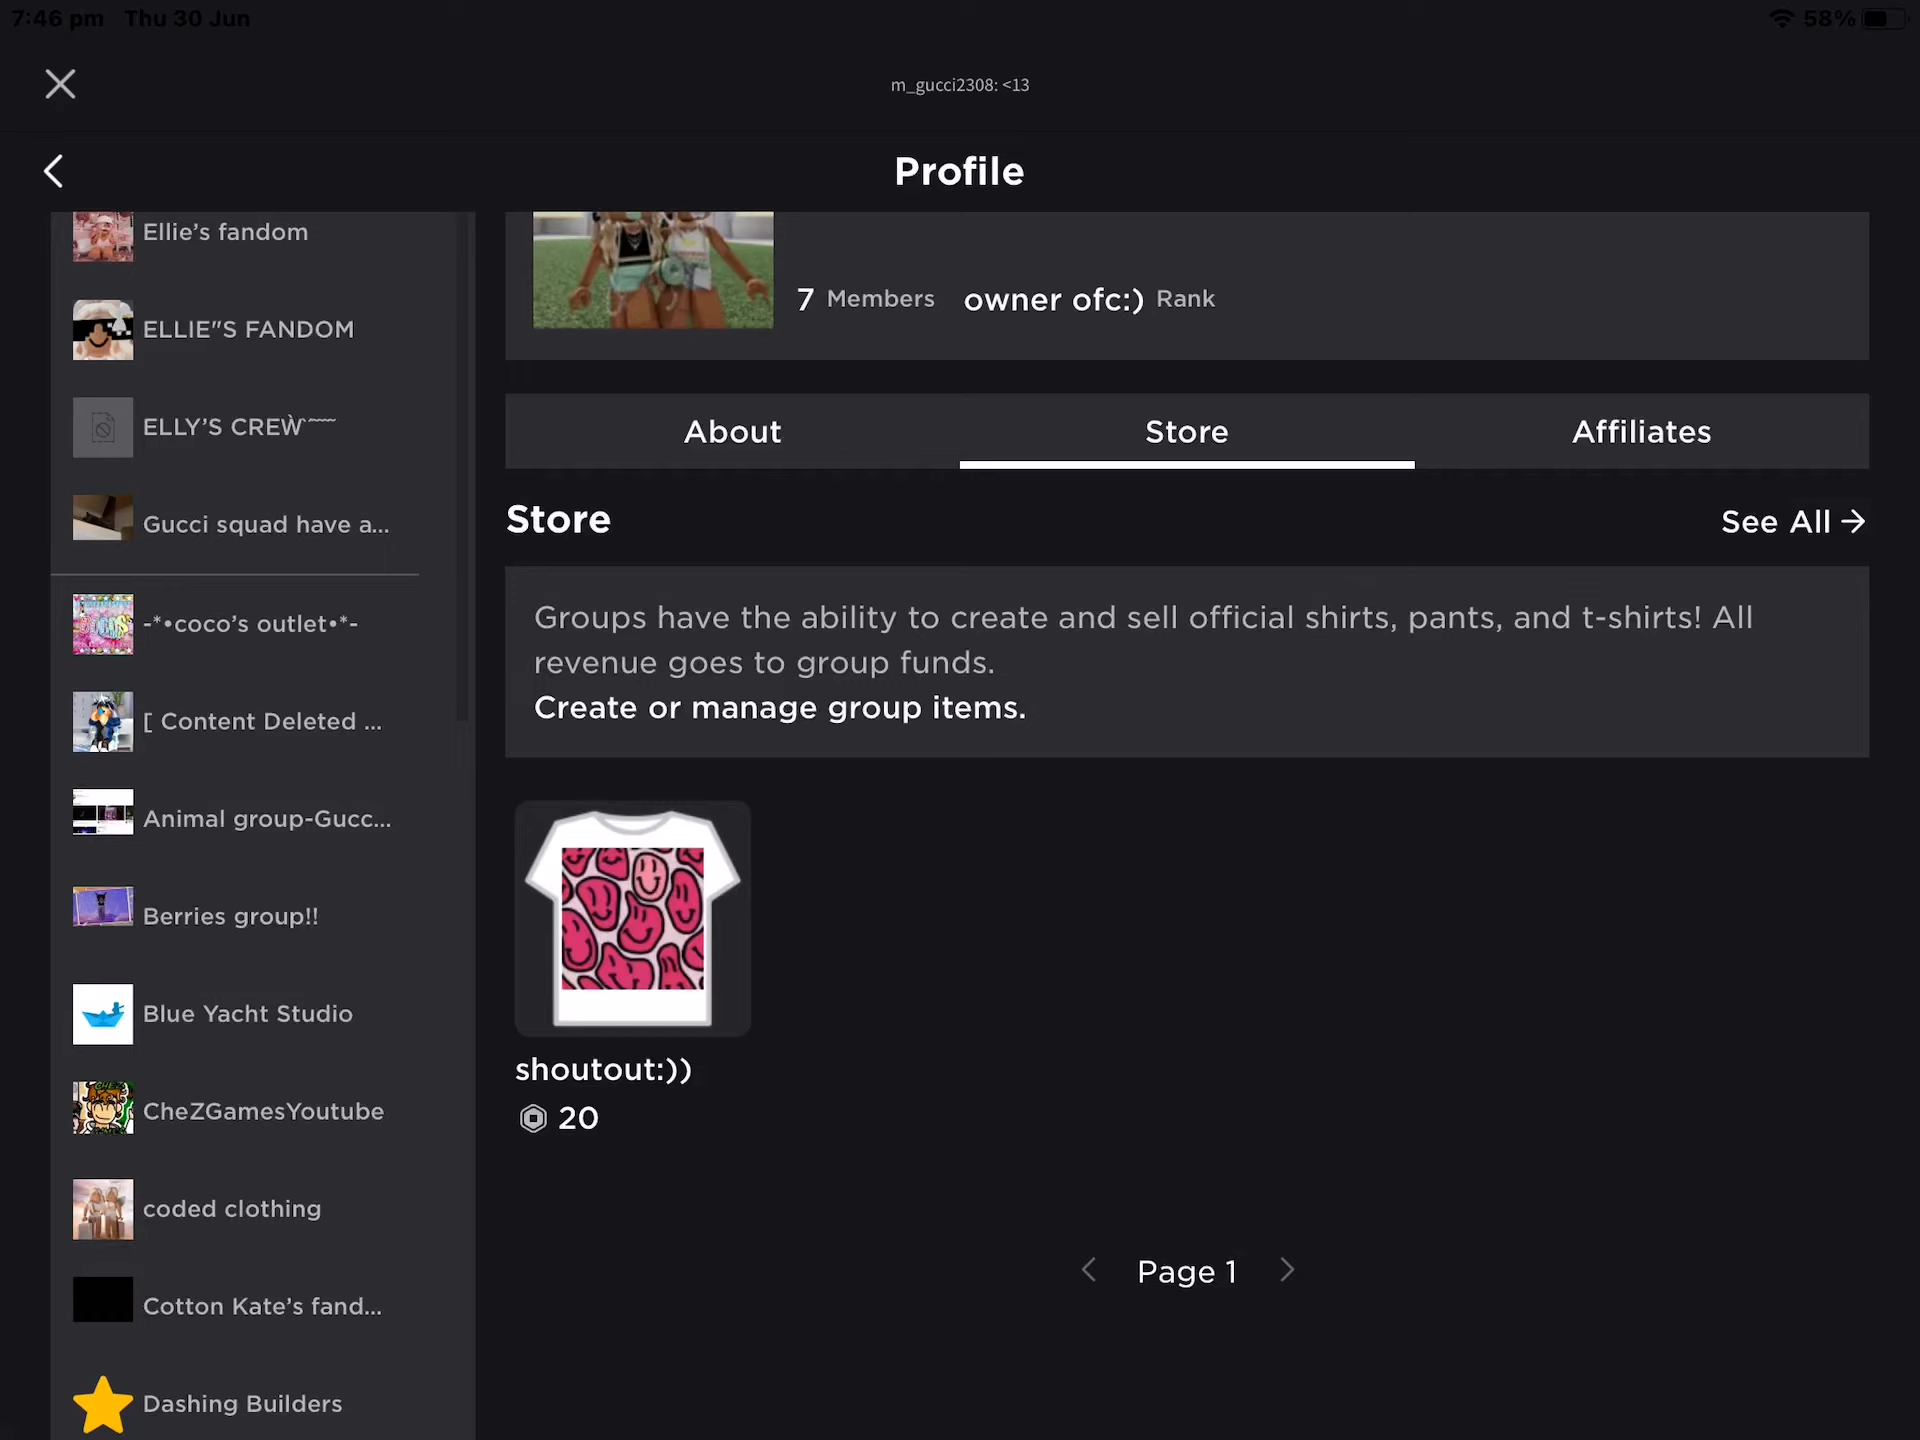 7:46 pm Thu 30 Jun
58%
m_gucci2308: <13
Profile
Ellie’s fandom
ELLIE"S FANDOM
ELLY’S CREW
Gucci squad have a...
-*•coco’s outlet•*-
[ Content Deleted ...
Animal group-Gucc...
Berries group!!
Blue Yacht Studio
CheZGamesYoutube
coded clothing
Cotton Kate’s fand...
Dashing Builders
7 Members owner ofc:) Rank
About Store Affiliates
Store
See All →
Groups have the ability to create and sell official shirts, pants, and t-shirts! All
revenue goes to group funds.
Create or manage group items.
shoutout:))
20
Page 1